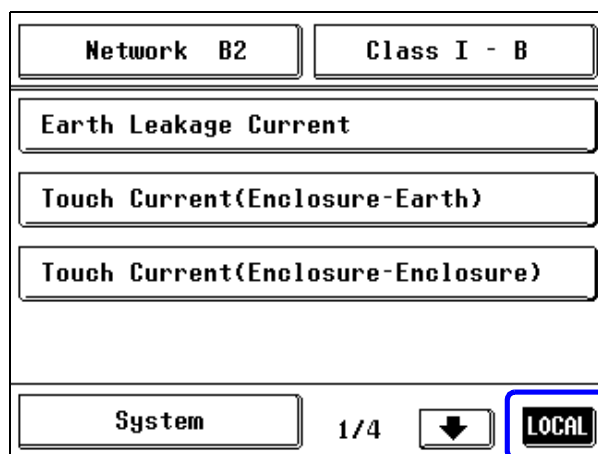 Network B2 Class I - B
Earth Leakage Current
Touch Current(Enclosure-Earth)
Touch Current(Enclosure-Enclosure)
System 1/4 LOCAL